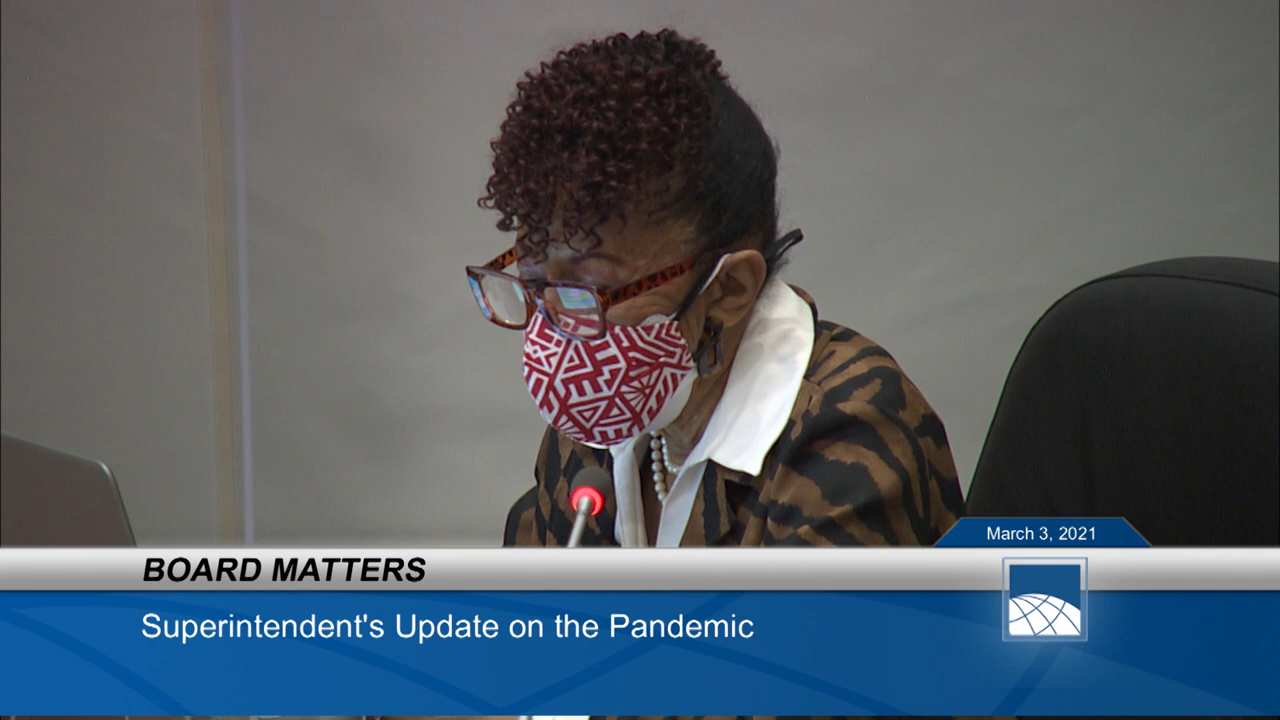 March 3, 2021
BOARD MATTERS
Superintendent's Update on the Pandemic